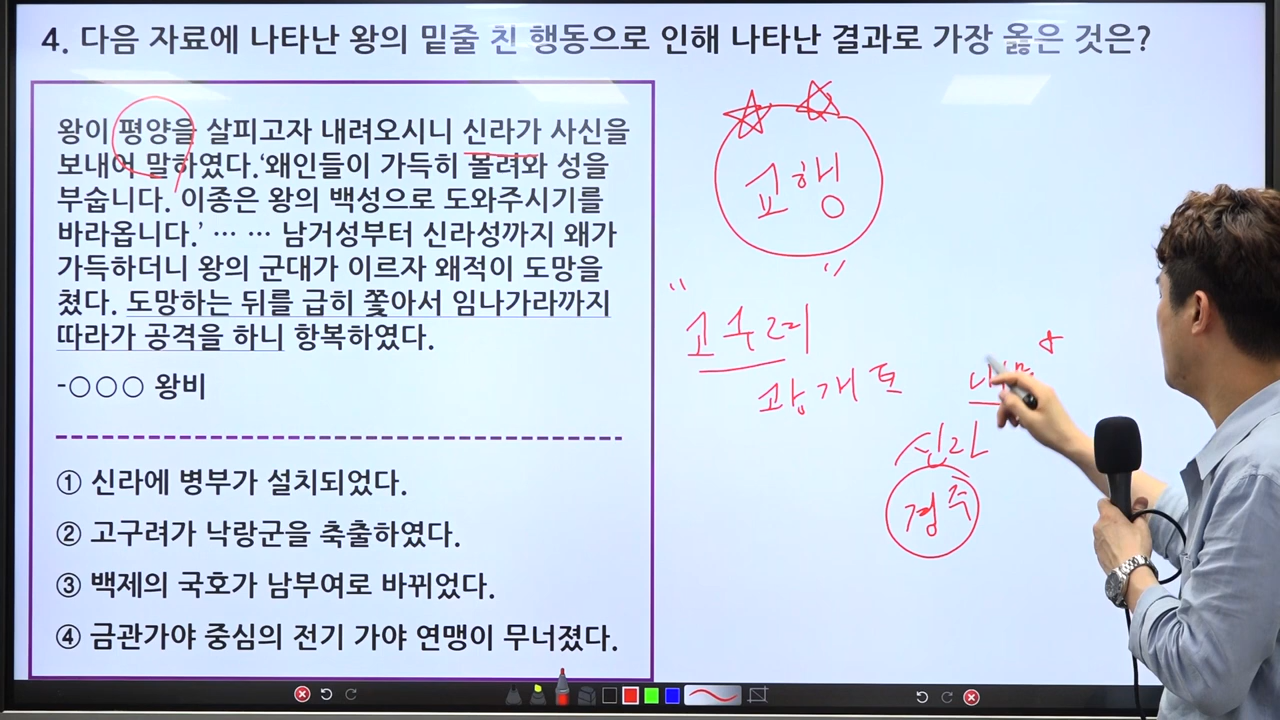 4. 다음 자료에 나타난 왕의 밑줄 친 행동으로 인해 나타난 결과로 가장 옳은 것은?
왕이 평양을 살피고자 내려오시니 신라가 사신을
보내어 말하였다.‘왜인들이 가득히 몰려와 성을
부숩니다. 이종은 왕의 백성으로 도와주시기를
바라옵니다.’ … … 남거성부터 신라성까지 왜가
가득하더니 왕의 군대가 이르자 왜적이 도망을
쳤다. 도망하는 뒤를 급히 쫓아서 임나가라까지
따라가 공격을 하니 항복하였다.
-○○○ 왕비
① 신라에 병부가 설치되었다.
② 고구려가 낙랑군을 축출하였다.
③ 백제의 국호가 남부여로 바뀌었다.
④ 금관가야 중심의 전기 가야 연맹이 무너졌다.
교행
"고구려"
광개토
신라
경주